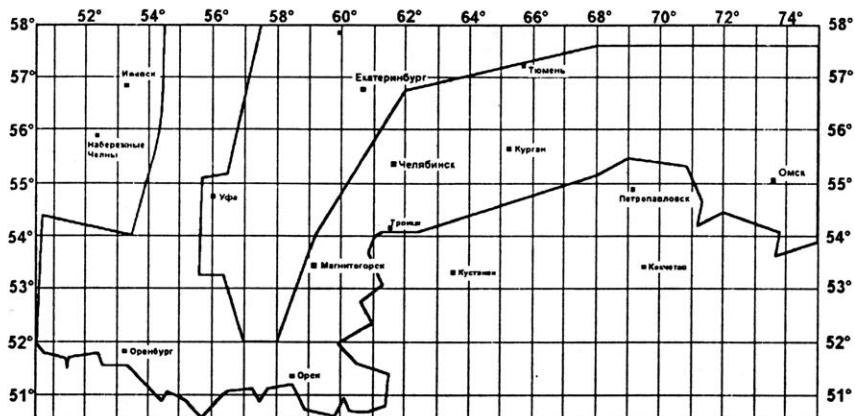 52° 54° 56° 58° 60° 62° 64° 66° 68° 70° 72° 74°
58° 58°
Ижевск
Екатеринбург
Тюмень
57° 57°
56° 56°
Набережные
Челны
Курган
Челябинск
55° 55°
Омск
Уфа
Петропавловск
Троицк
54° 54°
Магнитогорск
Кустанай
Кокчетав
53° 53°
52° 52°
Оренбург
Орск
51° 51°